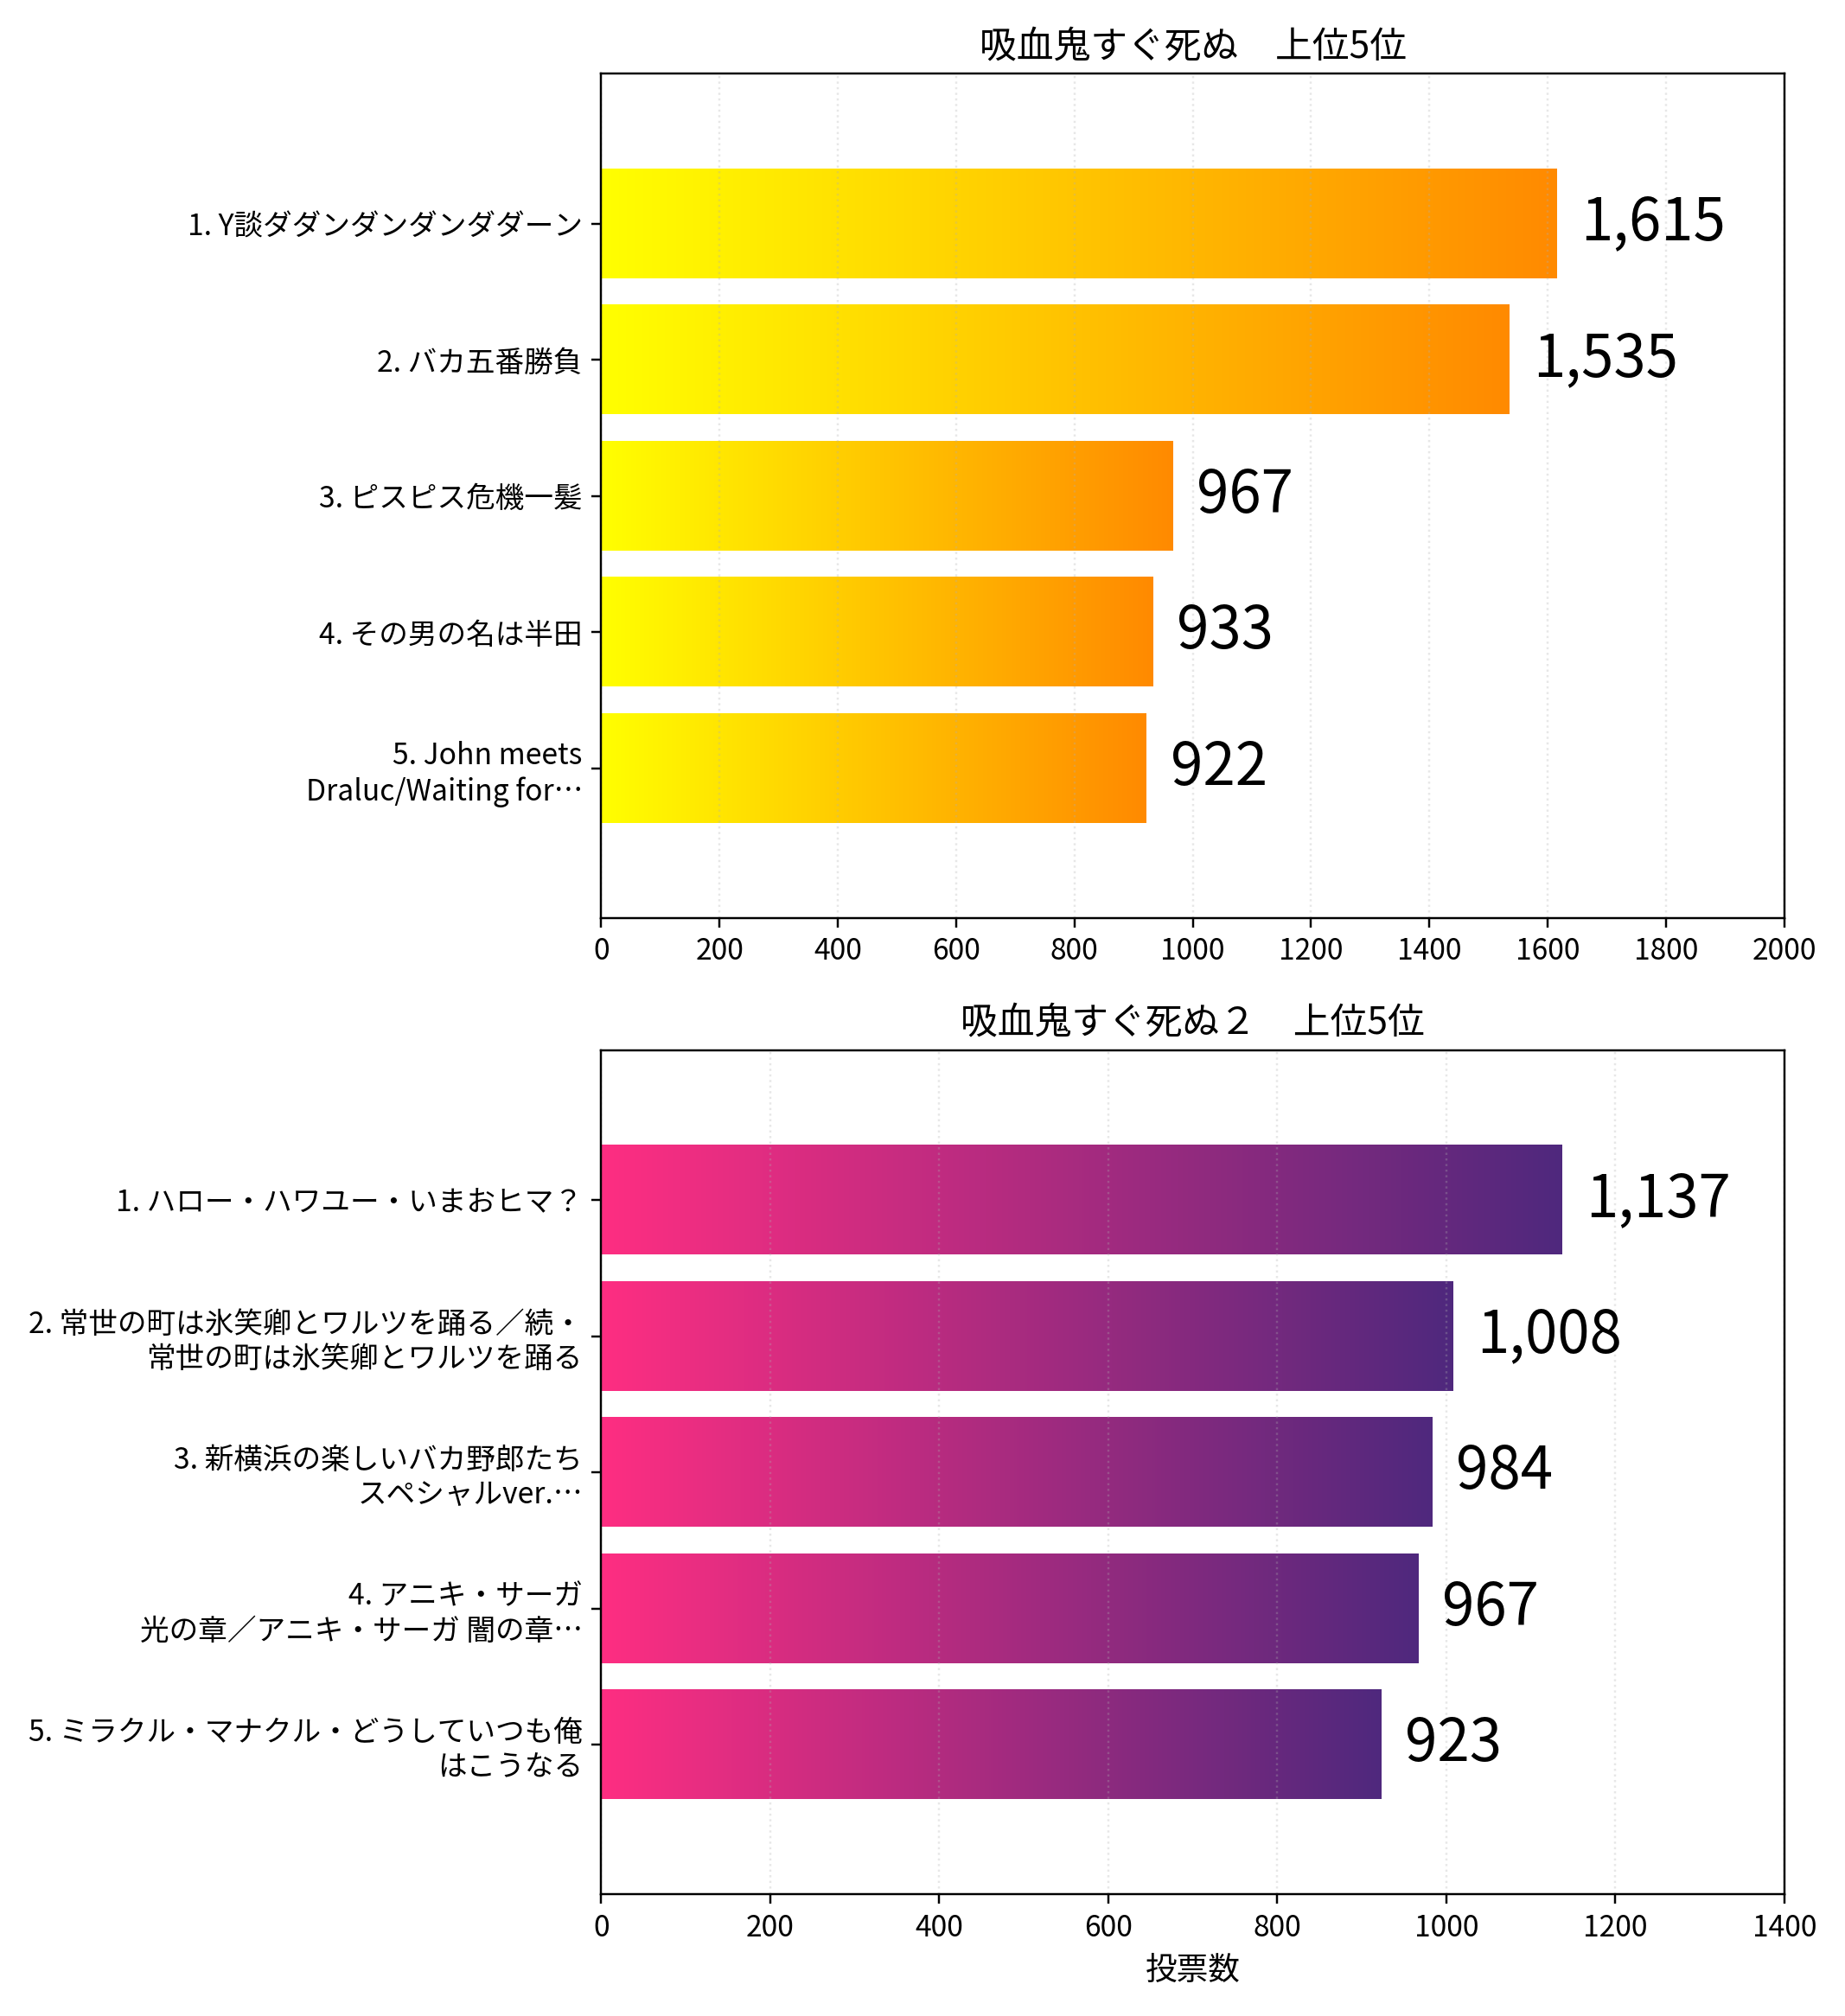 吸血鬼すぐ死ぬ　上位5位
1. Y談ダダンダンダンダダーン
1,615
2. バカ五番勝負
1,535
3. ピスピス危機一髪
967
4. その男の名は半田
933
5. John meets
Draluc/Waiting for…
922
0 200 400 600 800 1000 1200 1400 1600 1800 2000
吸血鬼すぐ死ぬ２　上位5位
1. ハロー・ハワユー・いまおヒマ？
1,137
2. 常世の町は氷笑卿とワルツを踊る／続・
常世の町は氷笑卿とワルツを踊る
1,008
3. 新横浜の楽しいバカ野郎たち
スペシャルver.…
984
4. アニキ・サーガ
光の章／アニキ・サーガ 闇の章…
967
5. ミラクル・マナクル・どうしていつも俺
はこうなる
923
0 200 400 600 800 1000 1200 1400
投票数